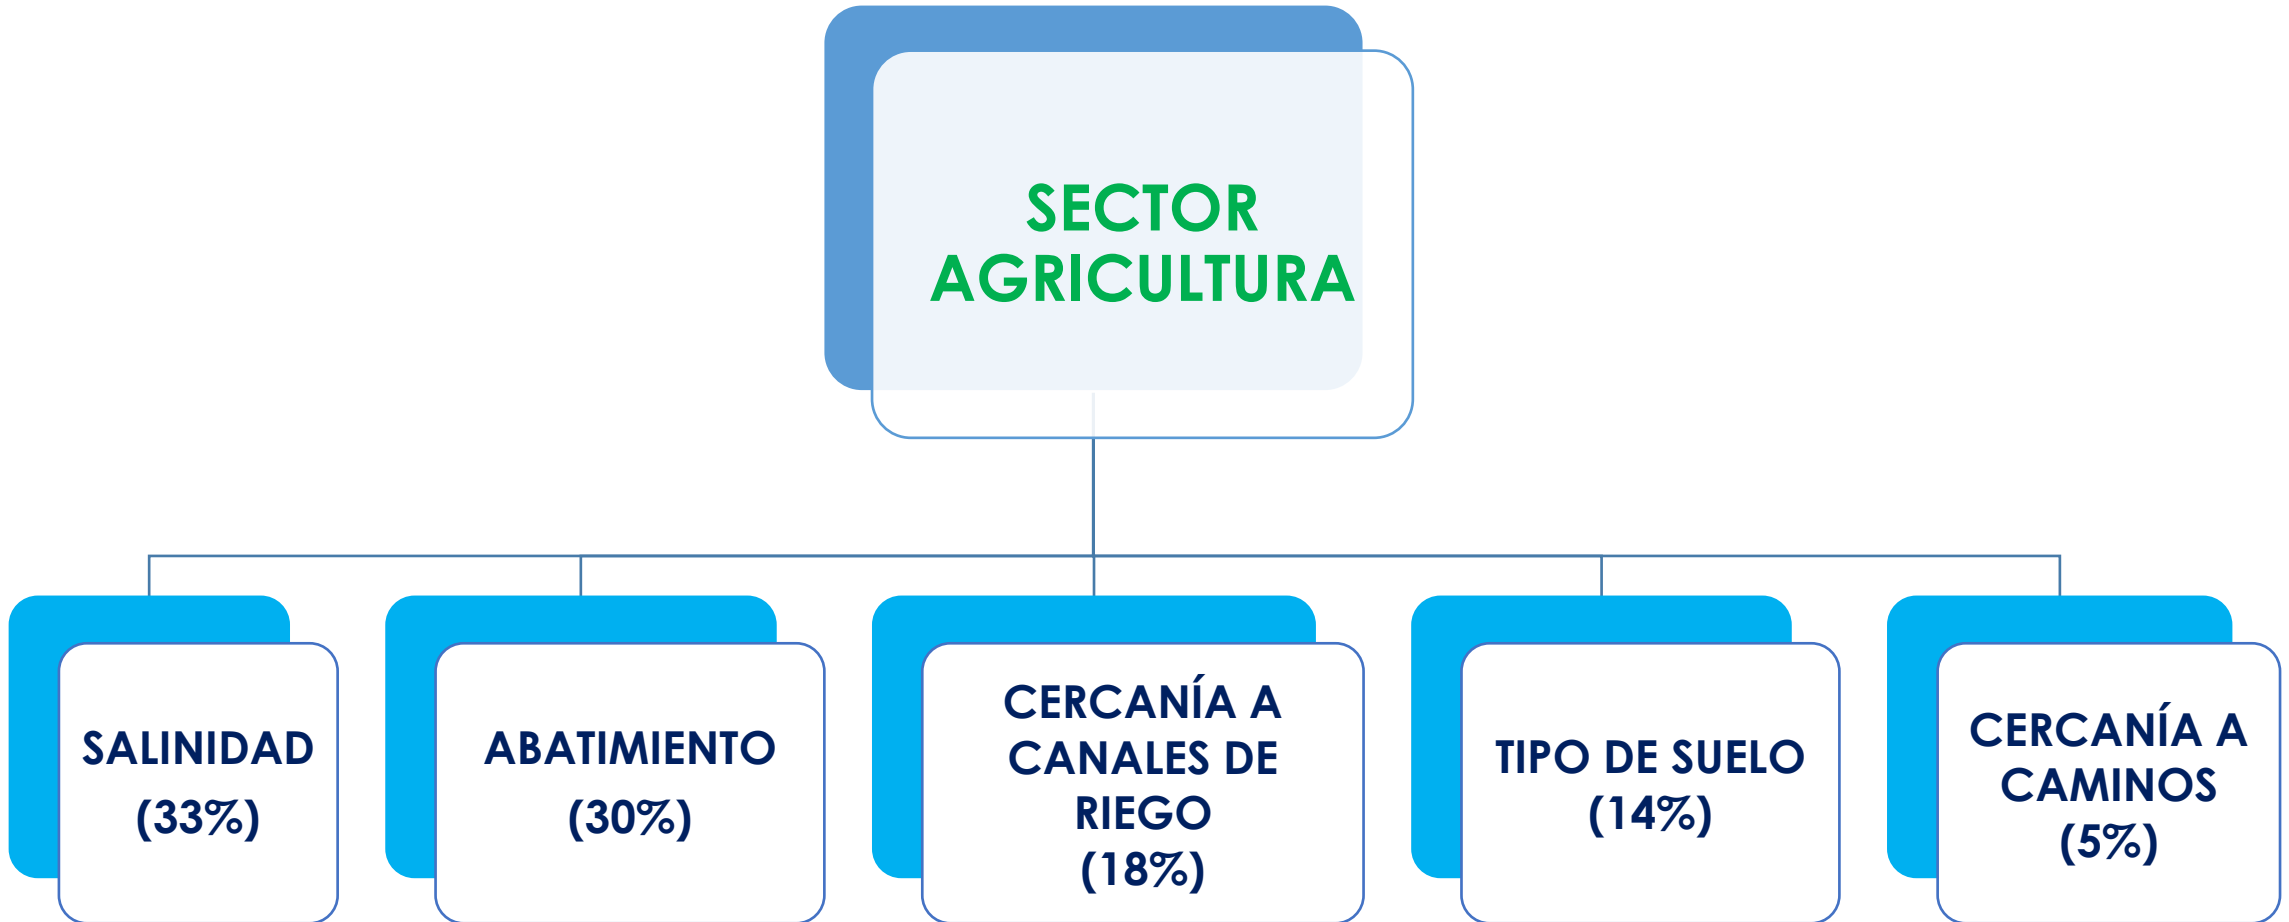 SECTOR
AGRICULTURA
SALINIDAD
(33%)
ABATIMIENTO
(30%)
CERCANÍA A
CANALES DE
RIEGO
(18%)
TIPO DE SUELO
(14%)
CERCANÍA A
CAMINOS
(5%)